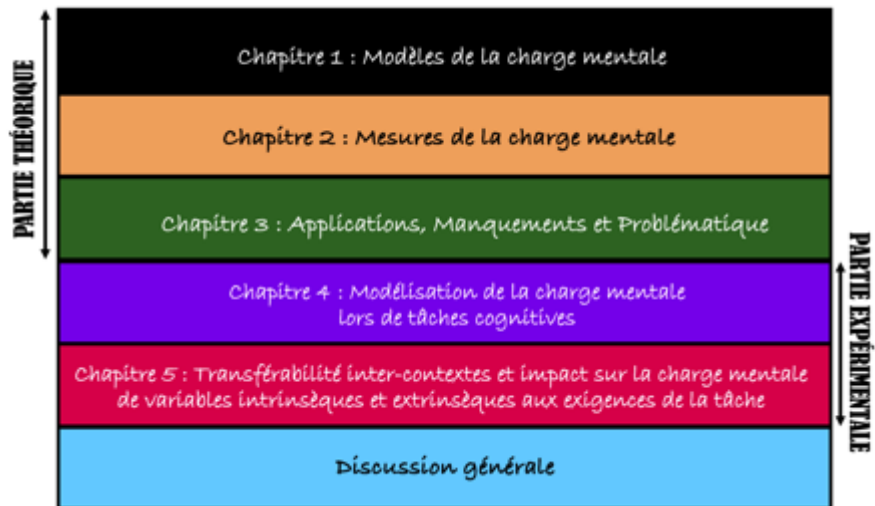 PARTIE THÉORIQUE
Chapitre 1 : Modèles de la charge mentale
Chapitre 2 : Mesures de la charge mentale
Chapitre 3 : Applications, Manquements et Problématique
PARTIE EXPÉRIMENTALE
Chapitre 4 : Modélisation de la charge mentale
lors de tâches cognitives
Chapitre 5 : Transférabilité inter-contextes et impact sur la charge mentale
de variables intrinsèques et extrinsèques aux exigences de la tâche
Discussion générale